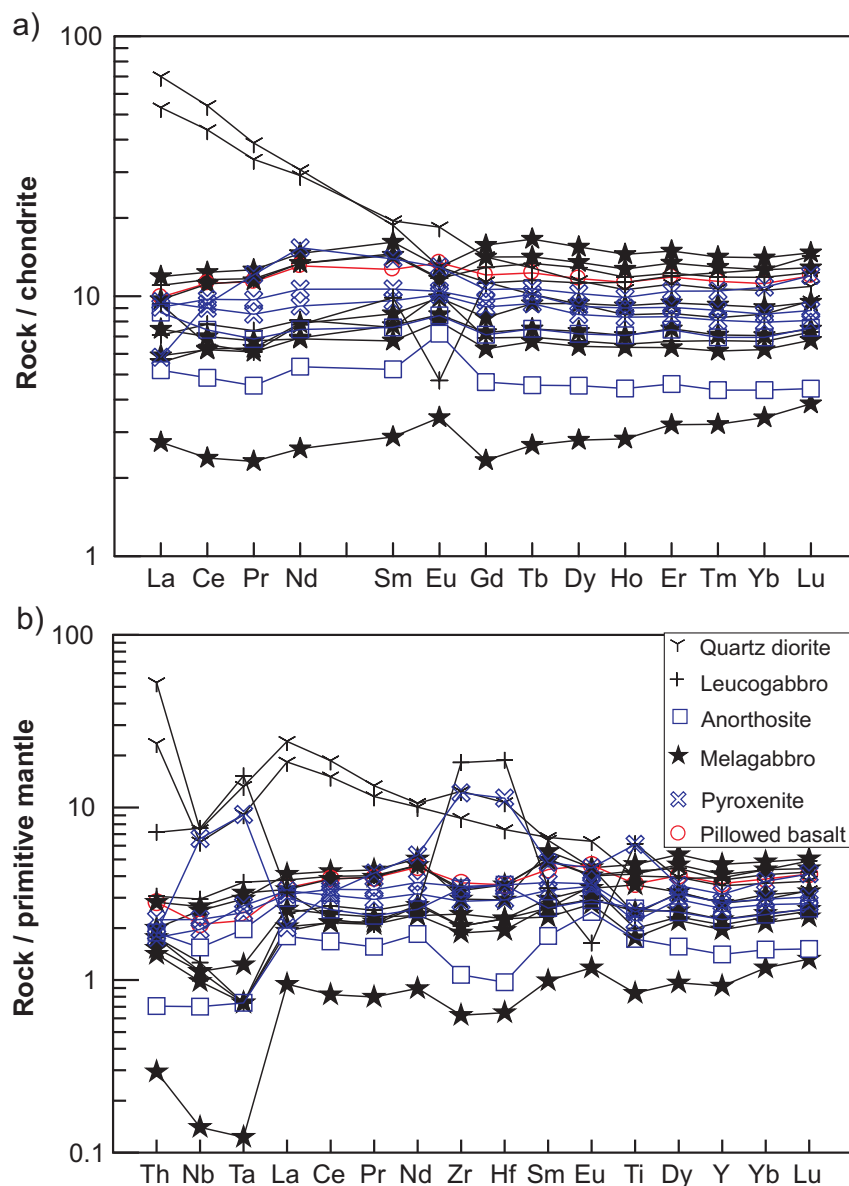 a)
100
10
1
Rock / chondrite
La Ce Pr Nd Sm Eu Gd Tb Dy Ho Er Tm Yb Lu
b)
100
10
1
0.1
Rock / primitive mantle
Quartz diorite
Leucogabbro
Anorthosite
Melagabbro
Pyroxenite
Pillowed basalt
Th Nb Ta La Ce Pr Nd Zr Hf Sm Eu Ti Dy Y Yb Lu